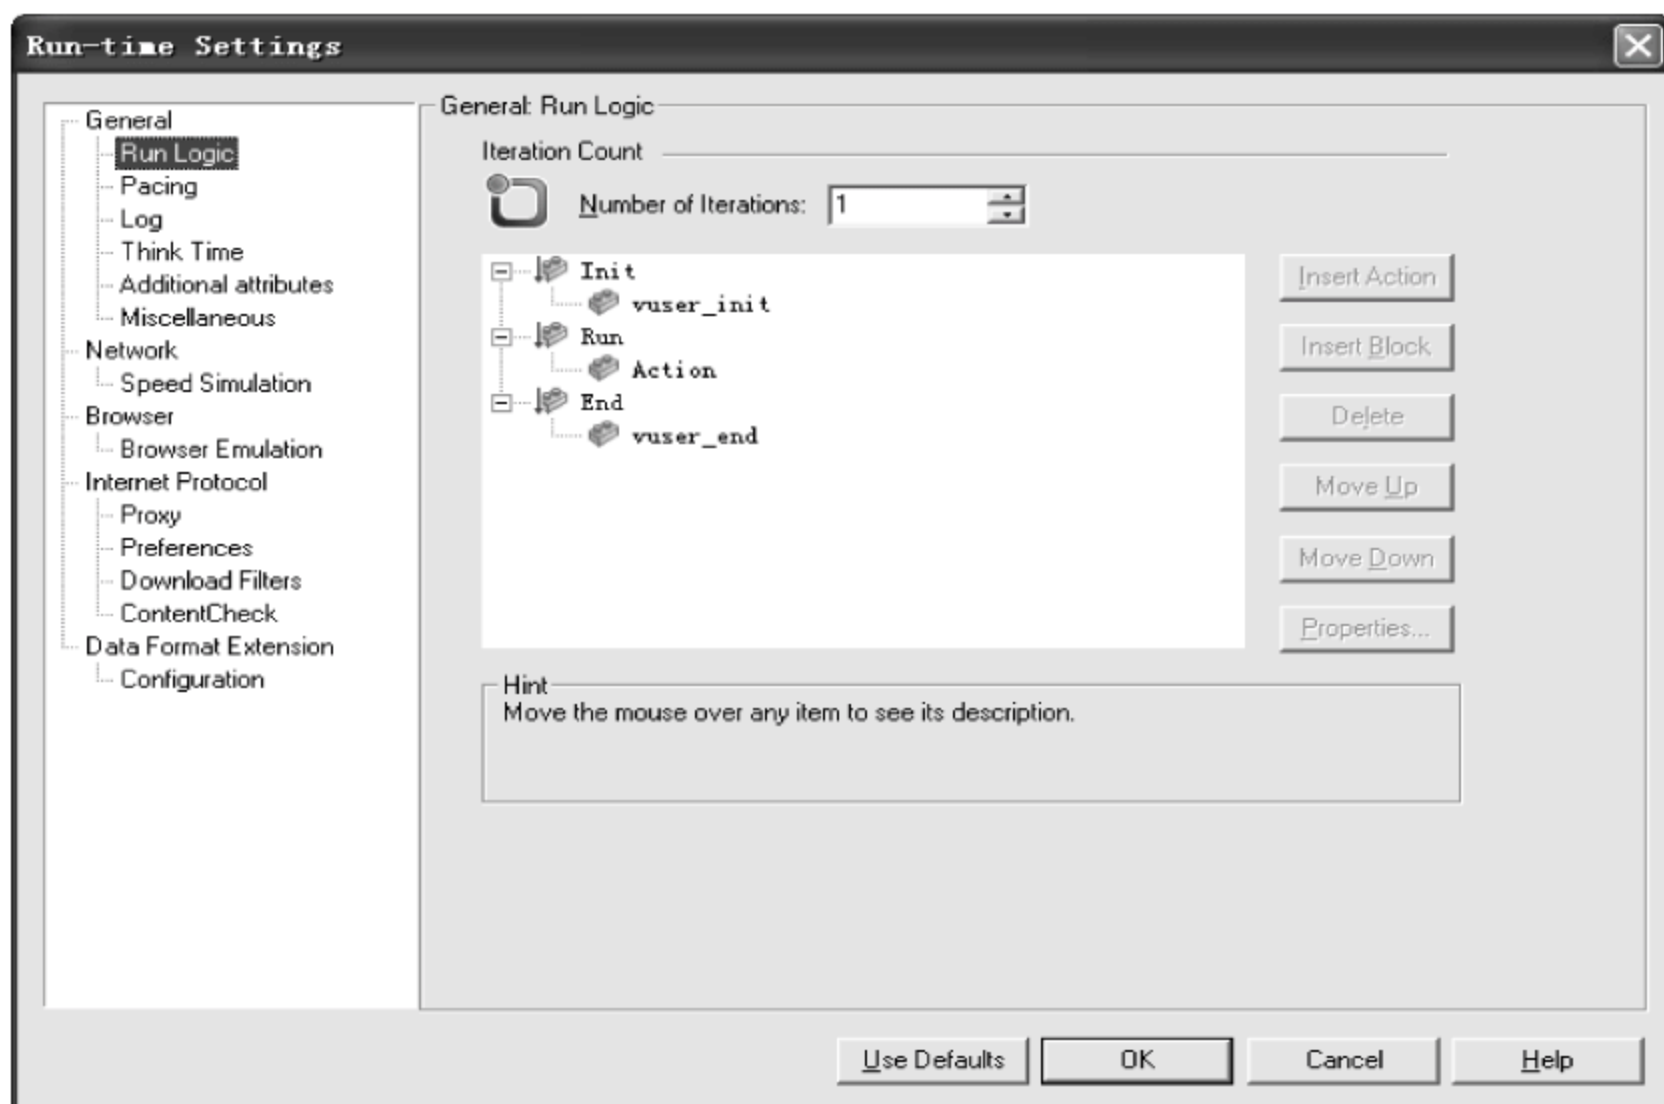 Run-time Settings
General
Run Logic
Pacing
Log
Think Time
Additional attributes
Miscellaneous
Network
Speed Simulation
Browser
Browser Emulation
Internet Protocol
Proxy
Preferences
Download Filters
ContentCheck
Data Format Extension
Configuration
General: Run Logic
Iteration Count
Number of Iterations: 1
Init
vuser_init
Run
Action
End
vuser_end
Insert Action
Insert Block
Delete
Move Up
Move Down
Properties...
Hint
Move the mouse over any item to see its description.
Use Defaults OK Cancel Help